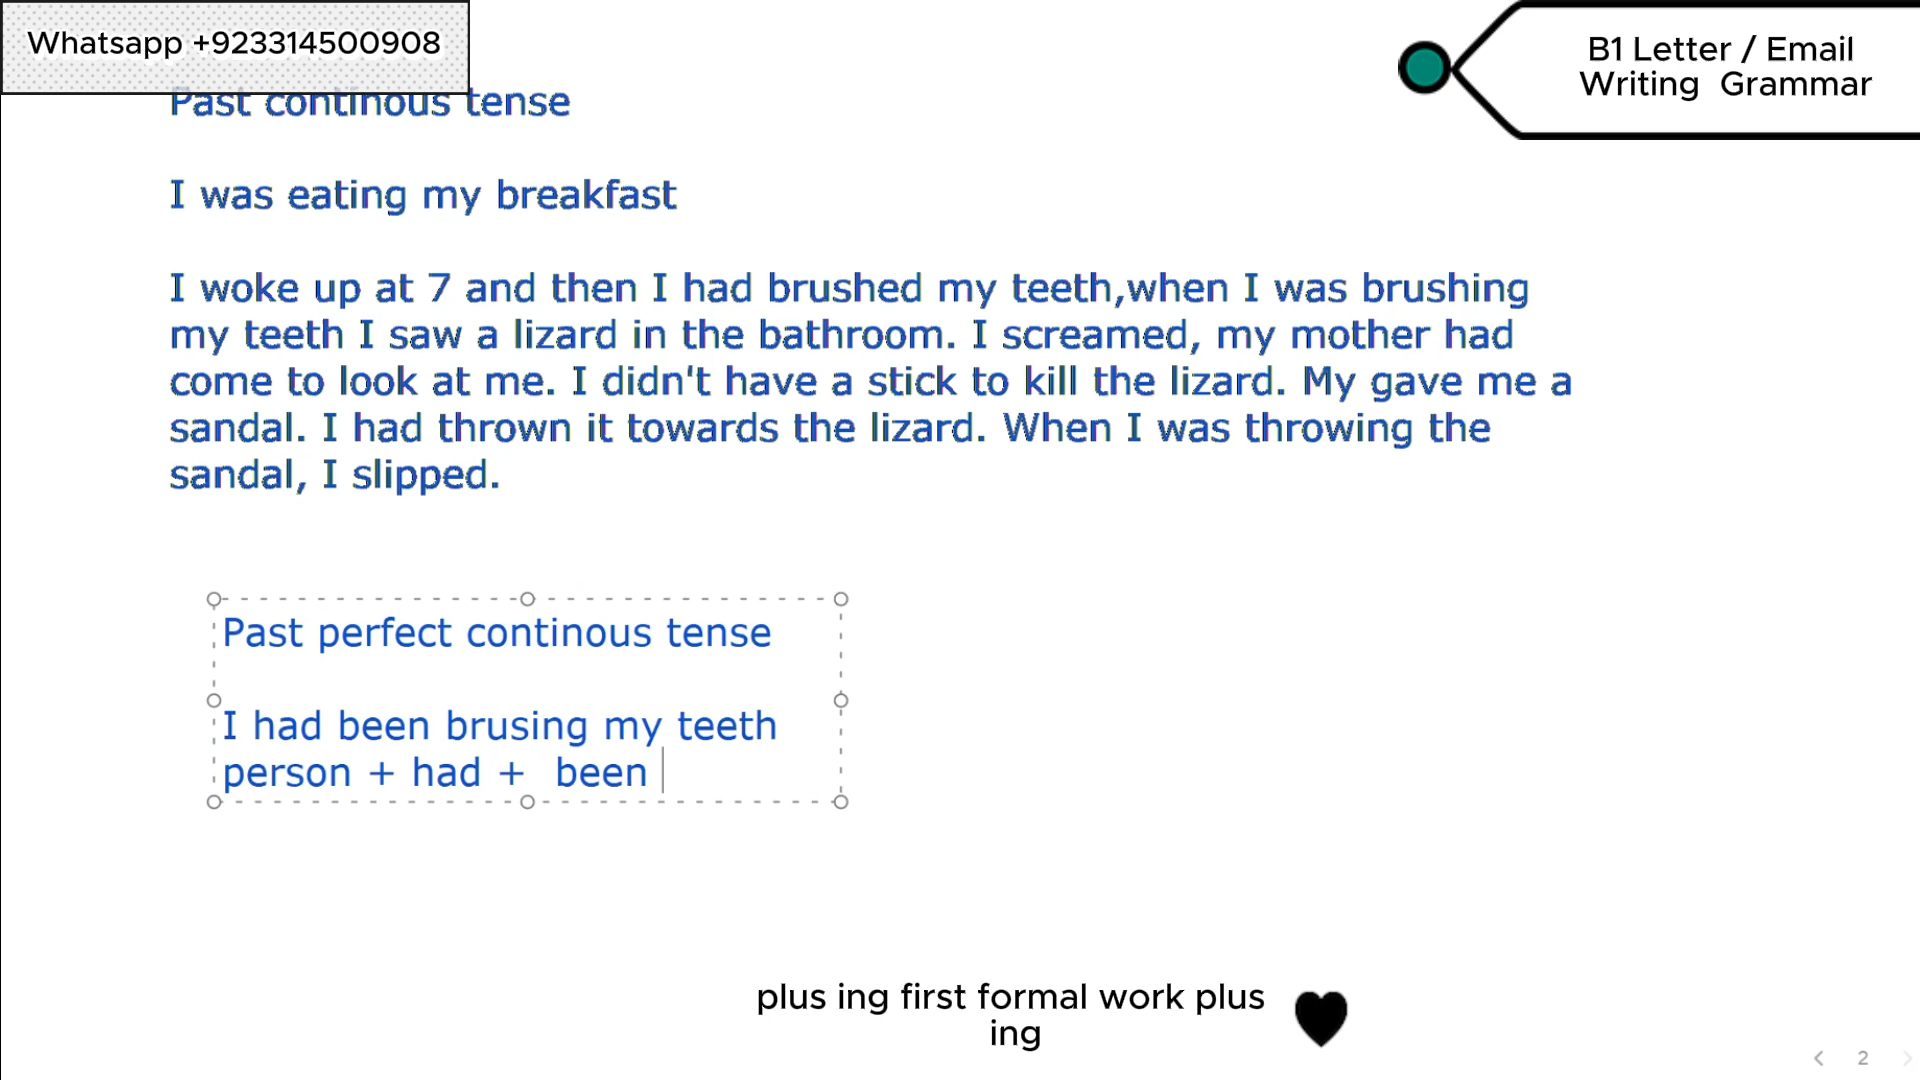 Whatsapp +923314500908
B1 Letter / Email
Writing Grammar
Past continous tense
I was eating my breakfast
I woke up at 7 and then I had brushed my teeth,when I was brushing
my teeth I saw a lizard in the bathroom. I screamed, my mother had
come to look at me. I didn't have a stick to kill the lizard. My gave me a
sandal. I had thrown it towards the lizard. When I was throwing the
sandal, I slipped.
Past perfect continous tense
I had been brusing my teeth
person + had + been
plus ing first formal work plus
ing
2